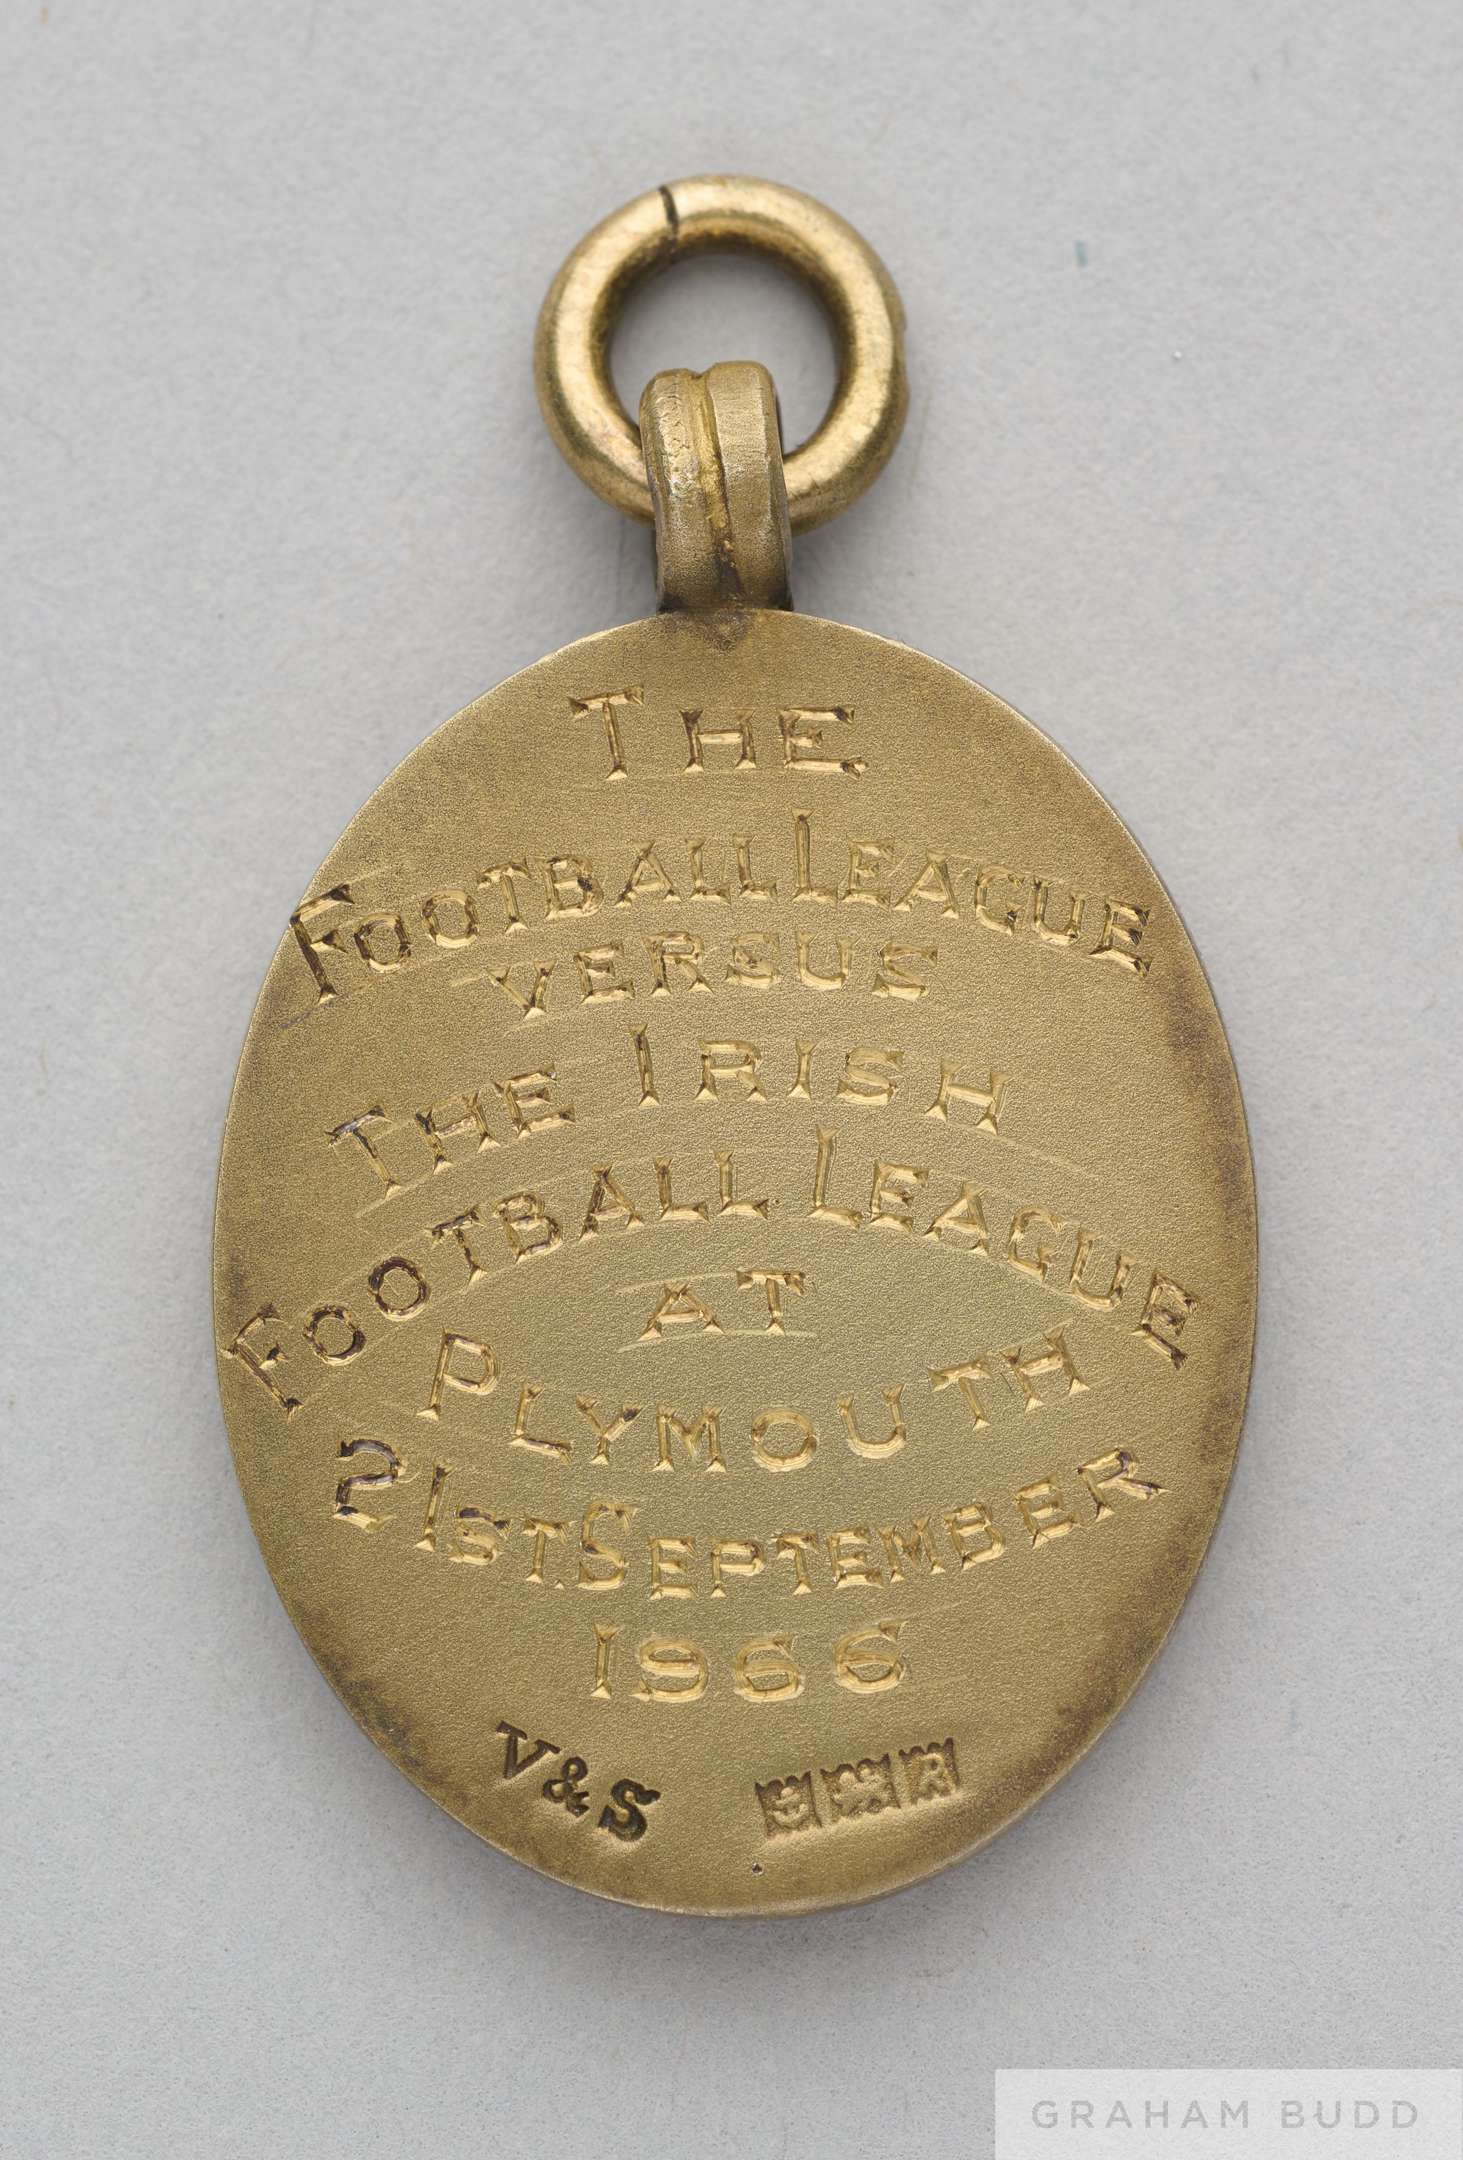 THE
FOOTBALL LEAGUE
VERSUS
THE IRISH
FOOTBALL LEAGUE
AT
PLYMOUTH
21ST. SEPTEMBER
1966
V&S
R
GRAHAM BUDD